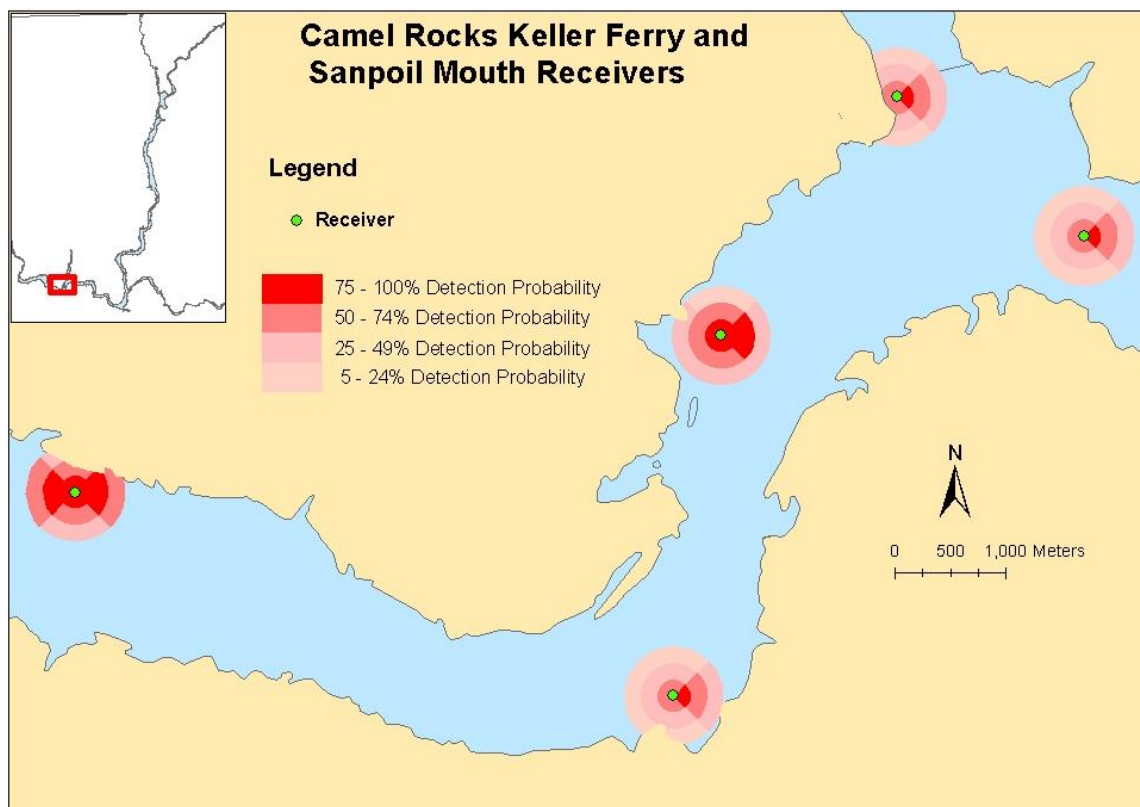 Camel Rocks Keller Ferry and
Sanpoil Mouth Receivers
Legend
Receiver
75 - 100% Detection Probability
50 - 74% Detection Probability
25 - 49% Detection Probability
5 - 24% Detection Probability
N
0 500 1,000 Meters